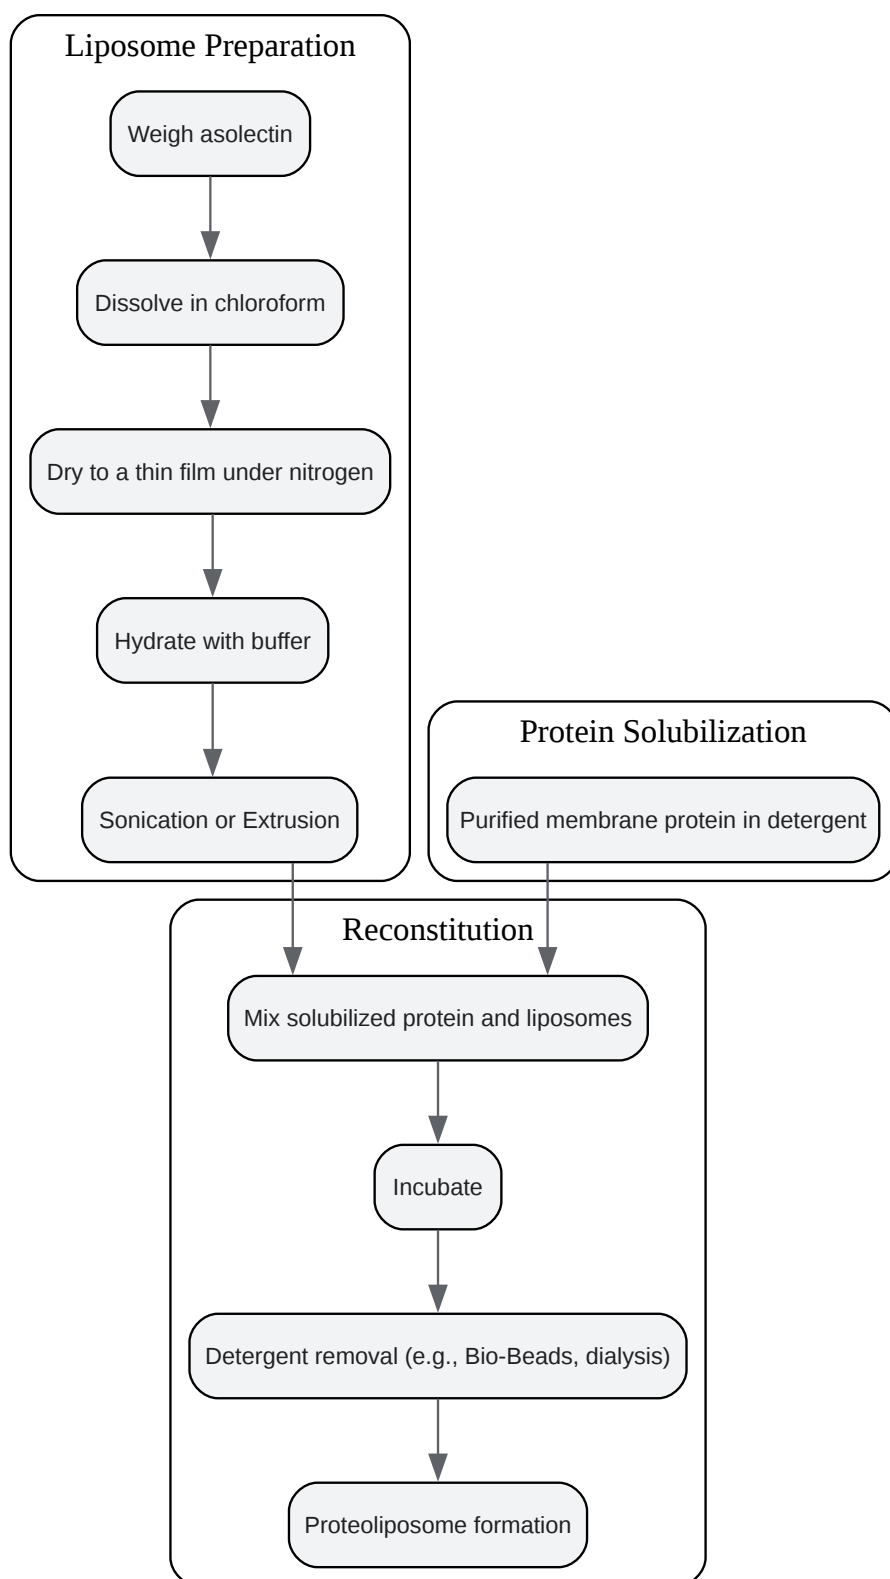 Liposome Preparation
Weigh asolectin
Dissolve in chloroform
Dry to a thin film under nitrogen
Hydrate with buffer
Sonication or Extrusion
Protein Solubilization
Purified membrane protein in detergent
Reconstitution
Mix solubilized protein and liposomes
Incubate
Detergent removal (e.g., Bio-Beads, dialysis)
Proteoliposome formation